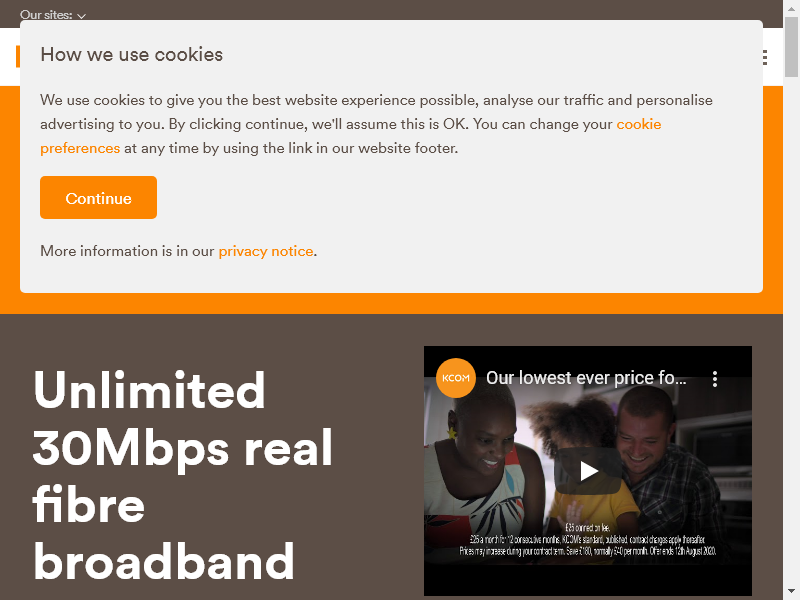 Our sites:
How we use cookies
We use cookies to give you the best website experience possible, analyse our traffic and personalise
advertising to you. By clicking continue, we'll assume this is OK. You can change your cookie
preferences at any time by using the link in our website footer.
Continue
More information is in our privacy notice.
Unlimited
30Mbps real
fibre
broadband
KCOM
Our lowest ever price fo...
£25 connection fee.
£25 a month for 12 consecutive months, KCOM's standard, published, contract charges apply thereafter.
Prices may increase during your contract term. Save £180, normally £40 per month. Offer ends 12th August 2020.